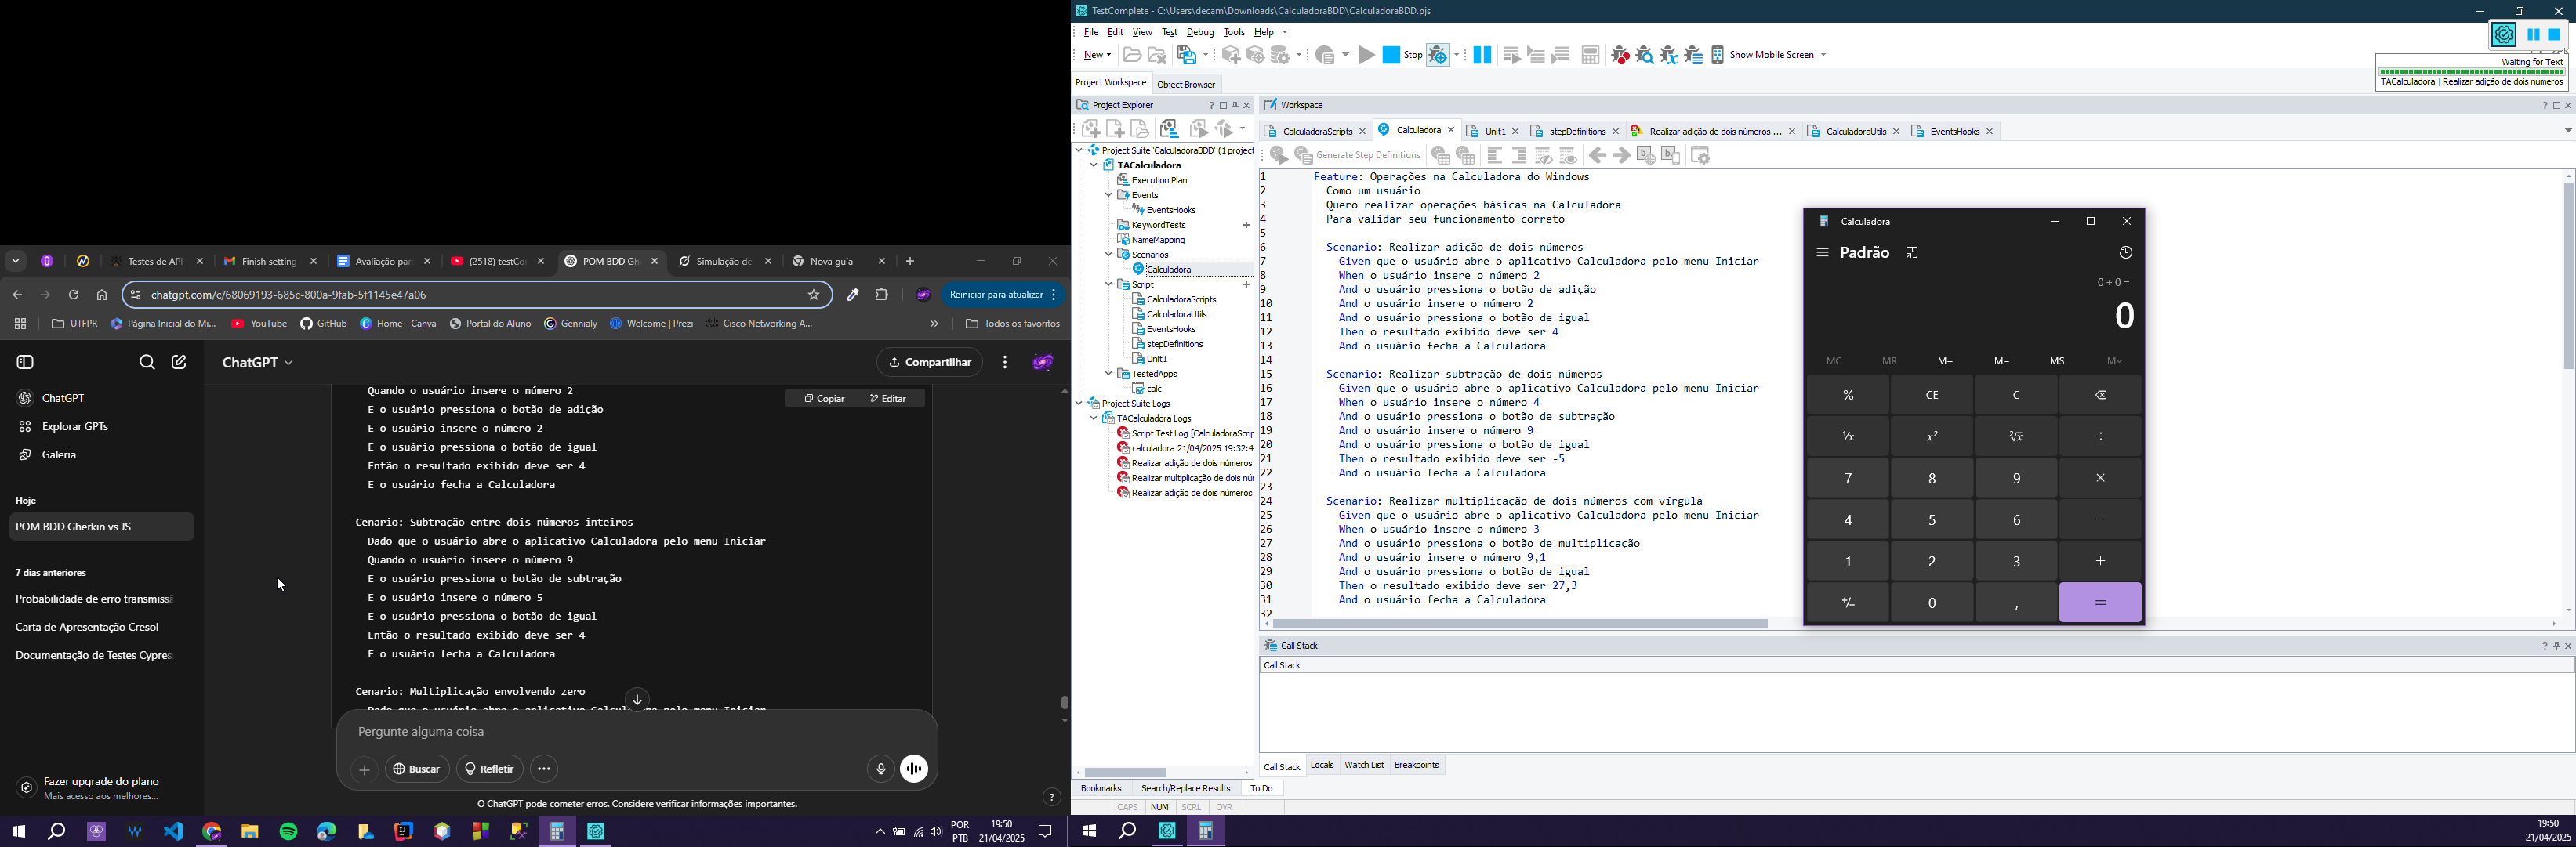 Testes de API
Finish setting
Avaliação par
(2518) testCo
POM BDD Gh
Simulação de
Nova guia
chatgpt.com/c/68069193-685c-800a-9fab-5f1145e47a06
Reiniciar para atualizar
UTFPR
Página Inicial do Mi...
YouTube
GitHub
Home - Canva
Portal do Aluno
Gennialy
Welcome | Prezi
Cisco Networking A...
»
Todos os favoritos
ChatGPT
Compartilhar
ChatGPT
Explorar GPTs
Galeria
Hoje
POM BDD Gherkin vs JS
7 dias anteriores
Probabilidade de erro transmissã
Carta de Apresentação Cresol
Documentação de Testes Cypres
Fazer upgrade do plano
Mais acesso aos melhores...
Copiar
Editar
Quando o usuário insere o número 2
E o usuário pressiona o botão de adição
E o usuário insere o número 2
E o usuário pressiona o botão de igual
Então o resultado exibido deve ser 4
E o usuário fecha a Calculadora
Cenario: Subtração entre dois números inteiros
Dado que o usuário abre o aplicativo Calculadora pelo menu Iniciar
Quando o usuário insere o número 9
E o usuário pressiona o botão de subtração
E o usuário insere o número 5
E o usuário pressiona o botão de igual
Então o resultado exibido deve ser 4
E o usuário fecha a Calculadora
Cenario: Multiplicação envolvendo zero
Dado que o usuário abre o aplicativo Calculadora pelo menu Iniciar
Pergunte alguma coisa
Buscar
Refletir
O ChatGPT pode cometer erros. Considere verificar informações importantes.
?
POR
PTB
19:50
21/04/2025
TestComplete - C:\Users\decam\Downloads\CalculadoraBDD\CalculadoraBDD.pjs
File Edit View Test Debug Tools Help
New
Stop
Show Mobile Screen
Waiting for Text
TACalculadora | Realizar adição de dois números
Project Workspace
Object Browser
Project Explorer
Project Suite 'CalculadoraBDD' (1 project
TACalculadora
Execution Plan
Events
EventsHooks
KeywordTests
NameMapping
Scenarios
Calculadora
Script
CalculadoraScripts
CalculadoraUtils
EventsHooks
stepDefinitions
Unit1
TestedApps
calc
Project Suite Logs
TACalculadora Logs
Script Test Log [CalculadoraScrip
calculadora 21/04/2025 19:32:4
Realizar adição de dois números
Realizar multiplicação de dois nú
Realizar adição de dois números
Workspace
CalculadoraScripts
Calculadora
Unit1
stepDefinitions
Realizar adição de dois números ...
CalculadoraUtils
EventsHooks
Generate Step Definitions
1 Feature: Operações na Calculadora do Windows
2 Como um usuário
3 Quero realizar operações básicas na Calculadora
4 Para validar seu funcionamento correto
5
6 Scenario: Realizar adição de dois números
7 Given que o usuário abre o aplicativo Calculadora pelo menu Iniciar
8 When o usuário insere o número 2
9 And o usuário pressiona o botão de adição
10 And o usuário insere o número 2
11 And o usuário pressiona o botão de igual
12 Then o resultado exibido deve ser 4
13 And o usuário fecha a Calculadora
14
15 Scenario: Realizar subtração de dois números
16 Given que o usuário abre o aplicativo Calculadora pelo menu Iniciar
17 When o usuário insere o número 4
18 And o usuário pressiona o botão de subtração
19 And o usuário insere o número 9
20 And o usuário pressiona o botão de igual
21 Then o resultado exibido deve ser -5
22 And o usuário fecha a Calculadora
23
24 Scenario: Realizar multiplicação de dois números com vírgula
25 Given que o usuário abre o aplicativo Calculadora pelo menu Iniciar
26 When o usuário insere o número 3
27 And o usuário pressiona o botão de multiplicação
28 And o usuário insere o número 9,1
29 And o usuário pressiona o botão de igual
30 Then o resultado exibido deve ser 27,3
31 And o usuário fecha a Calculadora
32
Calculadora
Padrão
0 + 0 =
0
MC MR M+ M− MS M˅
% CE C
⅟x x² ²√x ÷
7 8 9 ×
4 5 6 −
1 2 3 +
+/− 0 , =
Call Stack
Call Stack
Call Stack Locals Watch List Breakpoints
Bookmarks Search/Replace Results To Do
CAPS NUM SCRL OVR
19:50
21/04/2025